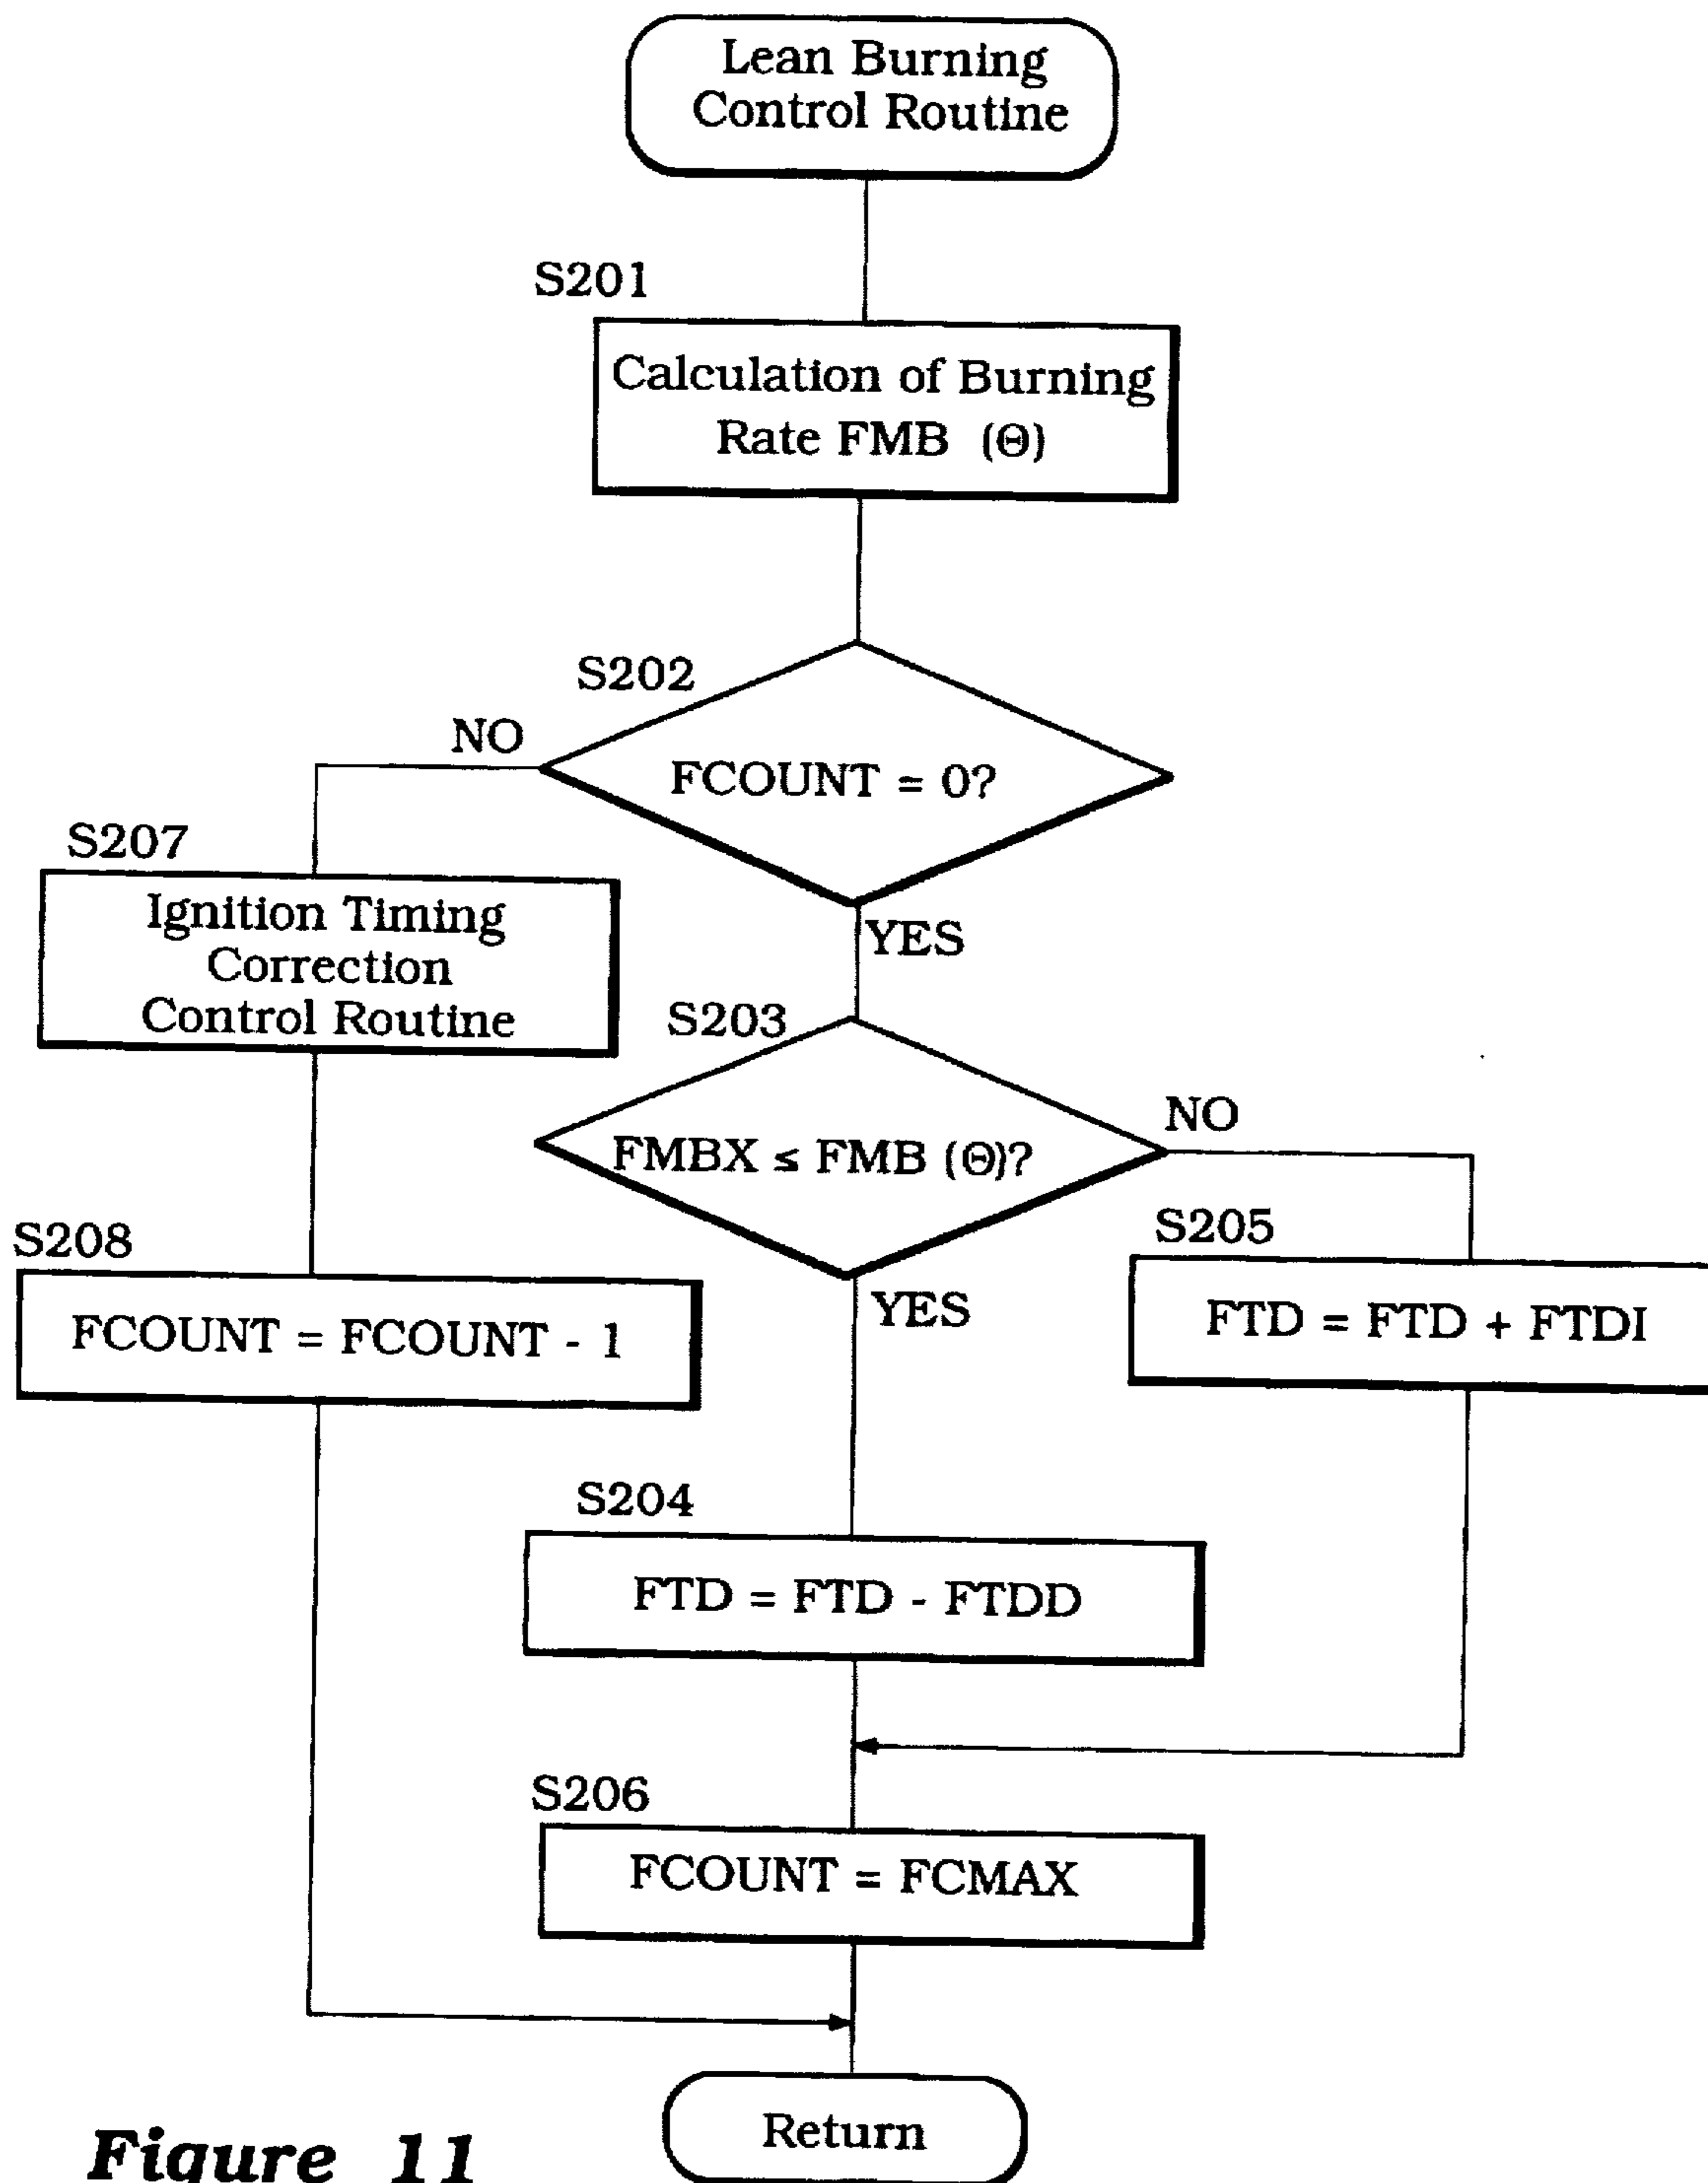 Lean Burning
Control Routine
S201
Calculation of Burning
Rate FMB (Θ)
S202
NO
FCOUNT = 0?
S207
Ignition Timing
Correction
Control Routine
YES
S203
NO
FMBX ≤ FMB (Θ)?
S208
FCOUNT = FCOUNT - 1
YES
S205
FTD = FTD + FTDI
S204
FTD = FTD - FTDD
S206
FCOUNT = FCMAX
Return
Figure 11